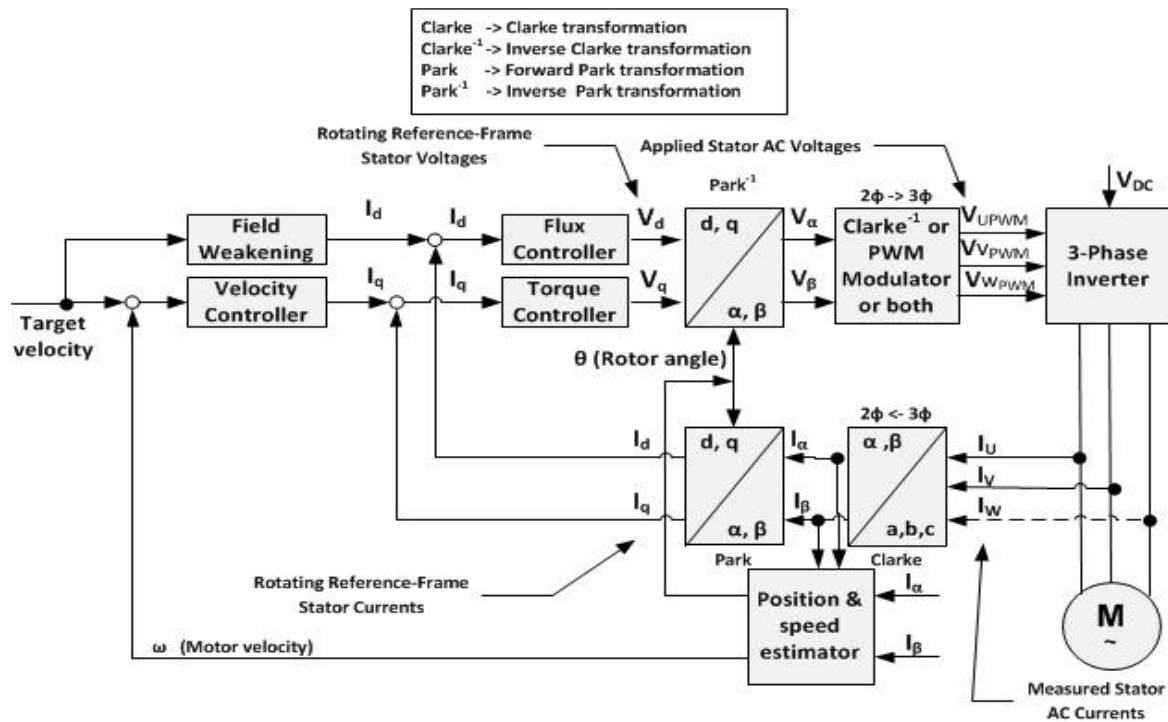 Clarke -> Clarke transformation
Clarke⁻¹ -> Inverse Clarke transformation
Park -> Forward Park transformation
Park⁻¹ -> Inverse Park transformation
Rotating Reference-Frame
Stator Voltages
Applied Stator AC Voltages
Park⁻¹
2ф -> 3ф
V_DC
I_d
I_d
V_d
d, q
V_α
V_UPWM
Field
Weakening
Flux
Controller
Clarke⁻¹ or
PWM
Modulator
or both
V_VPWM
3-Phase
Inverter
I_q
I_q
V_q
V_β
V_WPWM
Velocity
Controller
Torque
Controller
α, β
Target
velocity
θ (Rotor angle)
2ф <- 3ф
I_d
d, q
I_α
α ,β
I_U
I_V
I_q
α, β
I_β
a,b,c
I_W
Park
Clarke
Rotating Reference-Frame
Stator Currents
Position &
speed
estimator
I_α
I_β
ω (Motor velocity)
M
~
Measured Stator
AC Currents